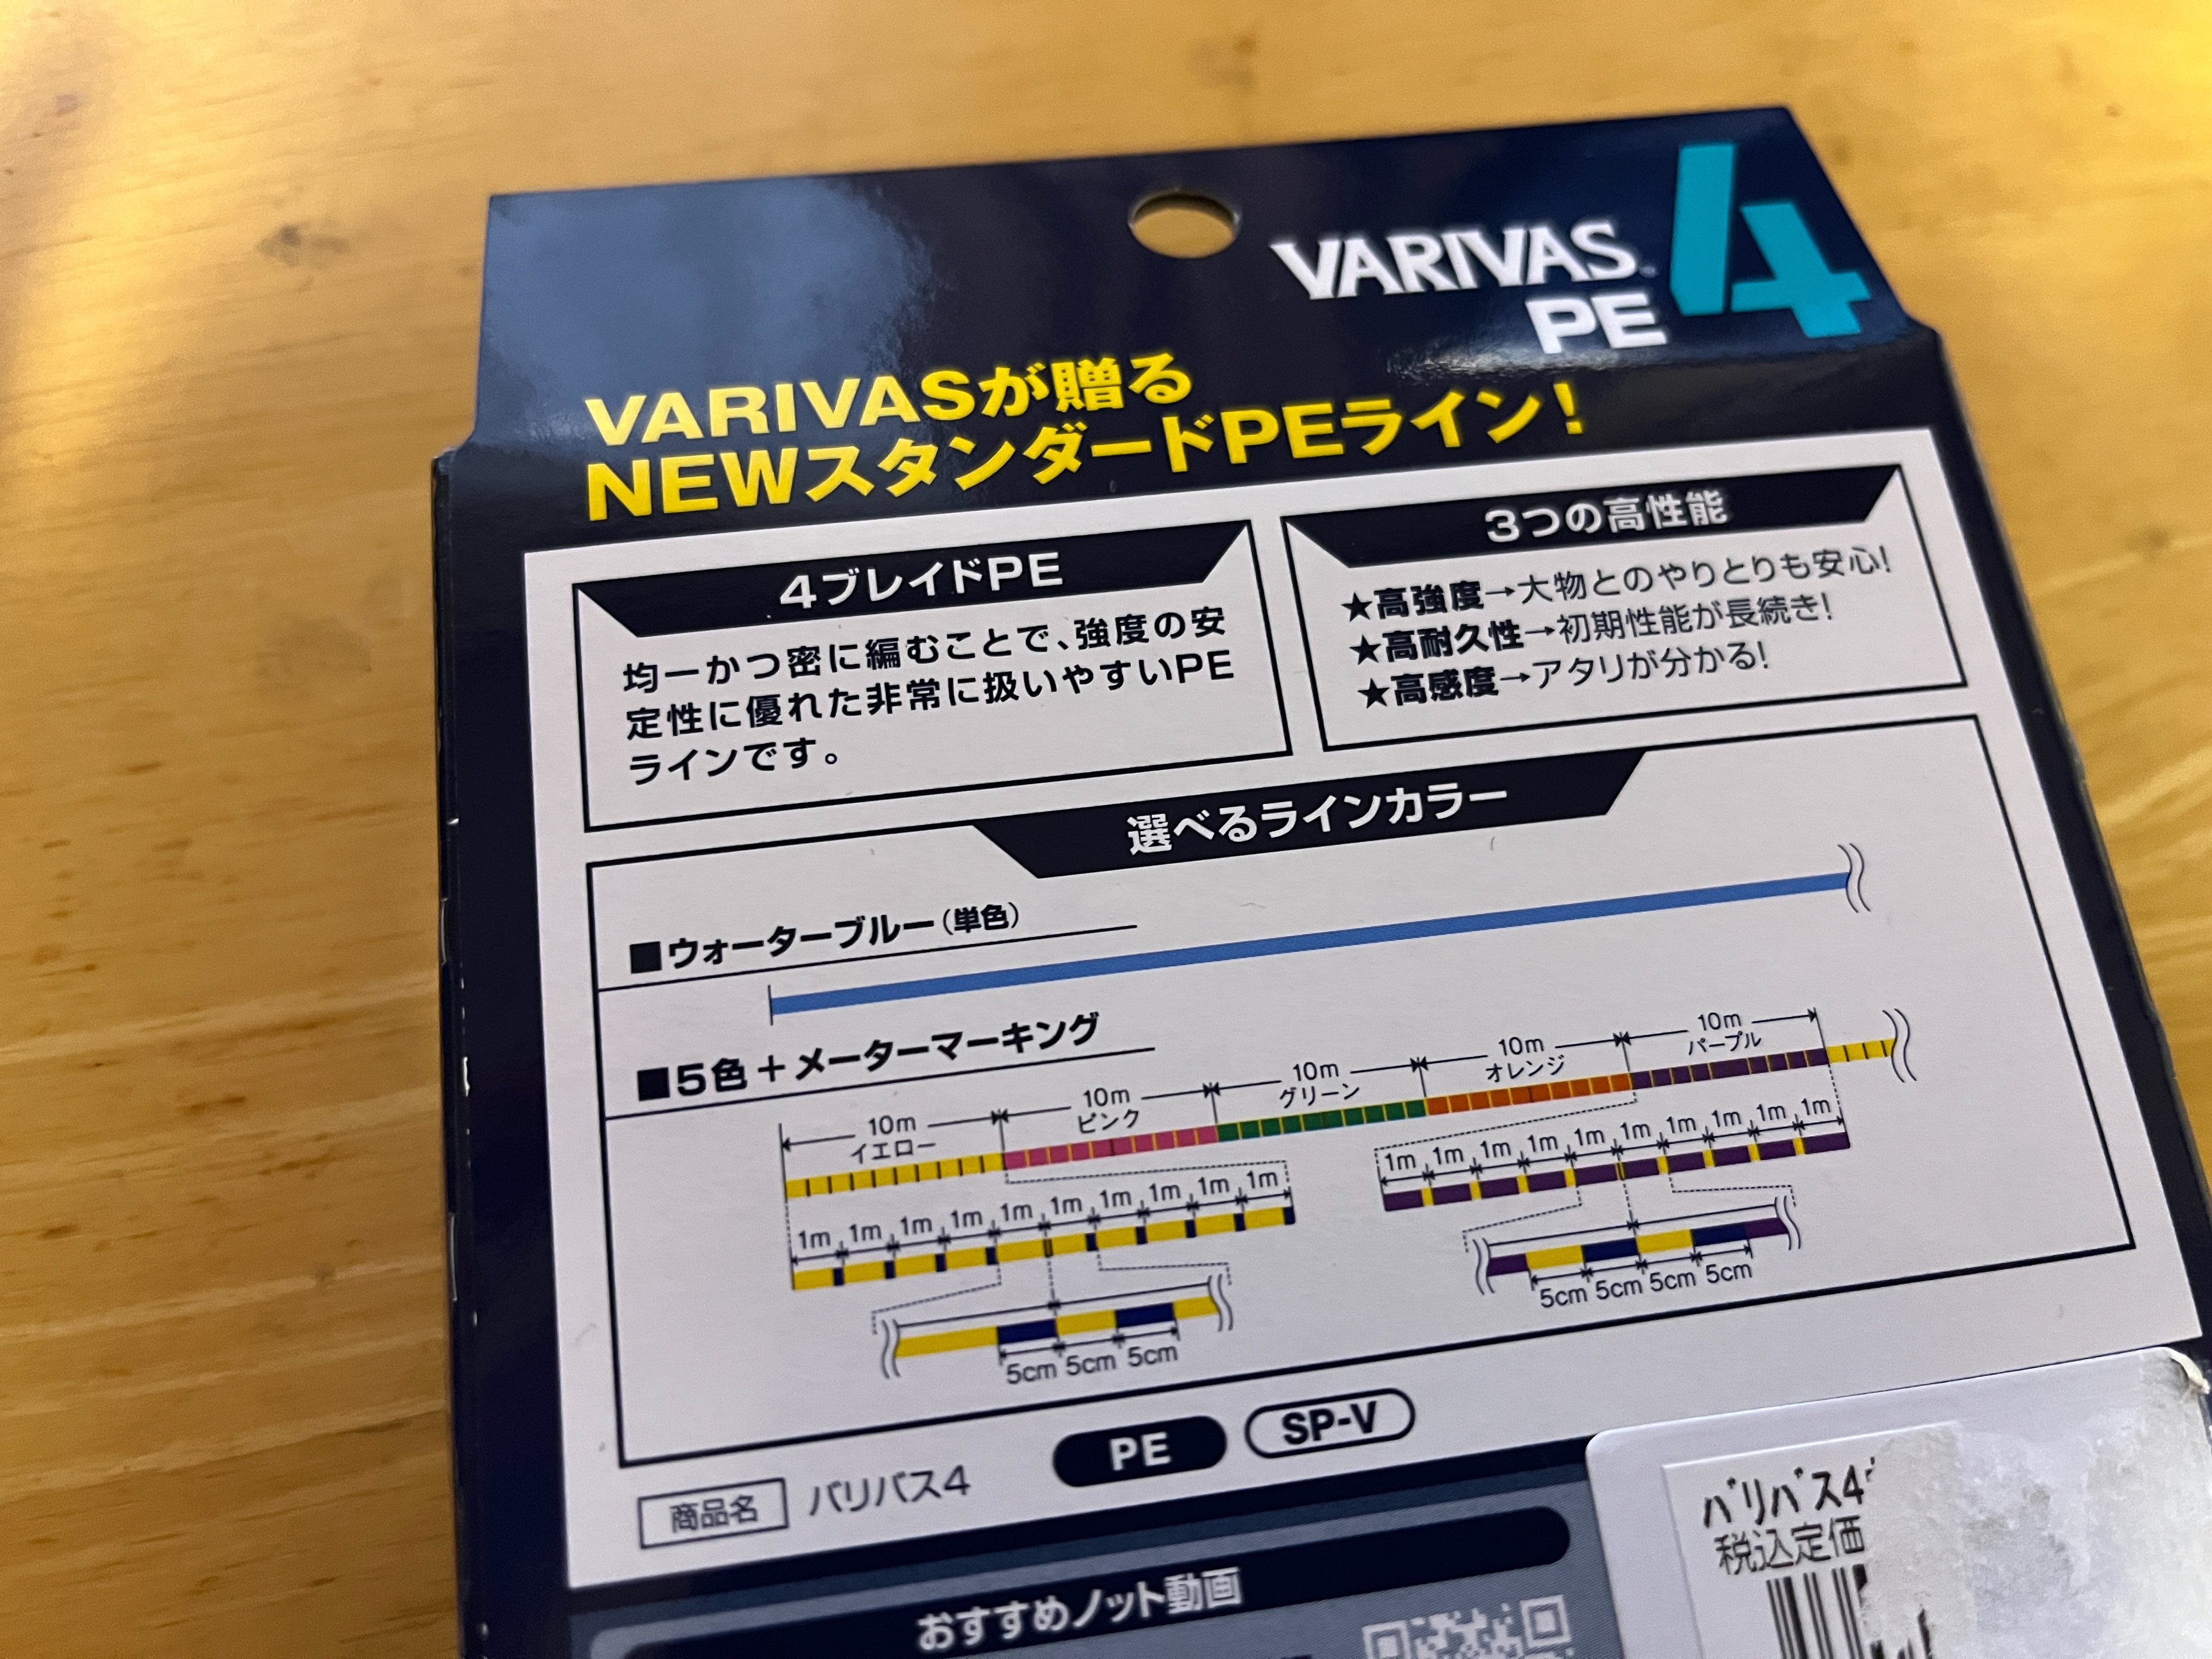 VARIVAS
PE 4
VARIVASが贈る
NEWスタンダードPEライン!
4ブレイドPE
均一かつ密に編むことで、強度の安
定性に優れた非常に扱いやすいPE
ラインです。
3つの高性能
★高強度→大物とのやりとりも安心!
★高耐久性→初期性能が長続き!
★高感度→アタリが分かる!
選べるラインカラー
■ウォーターブルー(単色)
■5色+メーターマーキング
10m 10m 10m 10m 10m
イエロー ピンク グリーン オレンジ パープル
1m 1m 1m 1m 1m 1m 1m 1m 1m 1m
5cm 5cm 5cm
1m 1m 1m 1m 1m 1m 1m 1m 1m 1m
5cm 5cm 5cm 5cm
PE SP-V
商品名 バリバス4
おすすめノット動画
バリバス4
税込定価